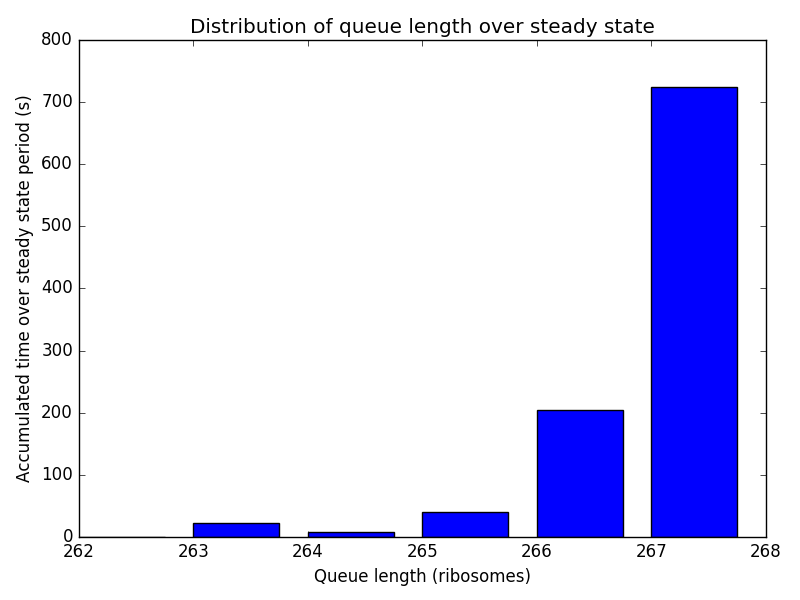 Distribution of queue length over steady state
Accumulated time over steady state period (s)
800
700
600
500
400
300
200
100
0
262 263 264 265 266 267 268
Queue length (ribosomes)